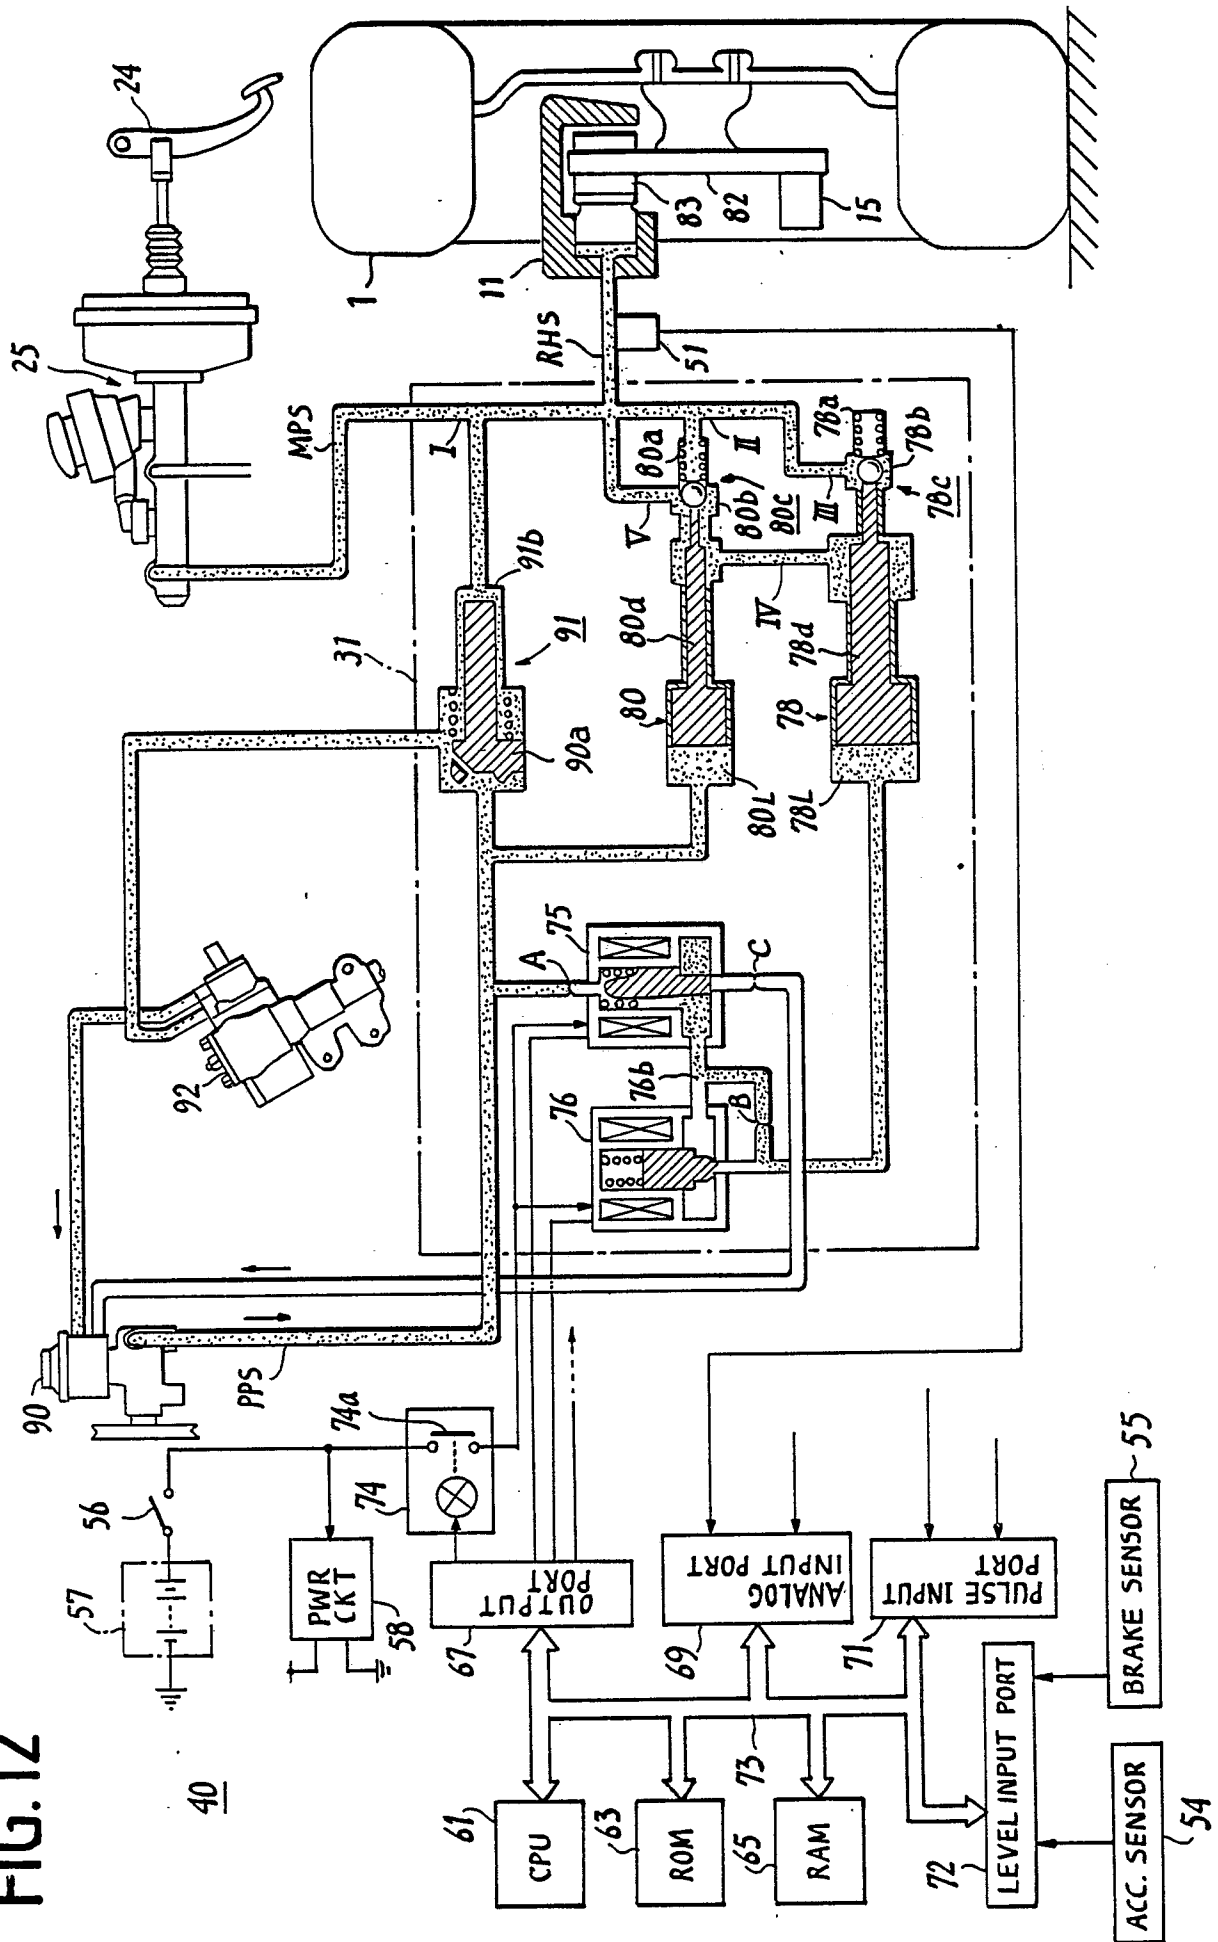 FIG. 12
40
57
56
PWR
CKT
58
90
PPS
74
74a
OUTPUT
PORT
67
61
CPU
63
ROM
65
RAM
73
69
ANALOG
INPUT PORT
71
PULSE INPUT
PORT
72
LEVEL INPUT PORT
ACC. SENSOR
54
BRAKE SENSOR
55
92
31
76
76b
B
A
75
C
90a
91
91b
80
80L
80d
78
78L
78d
I
II
III
IV
V
80a
80b
80c
78a
78b
78c
MPS
25
24
RHS
51
1
11
83
82
15